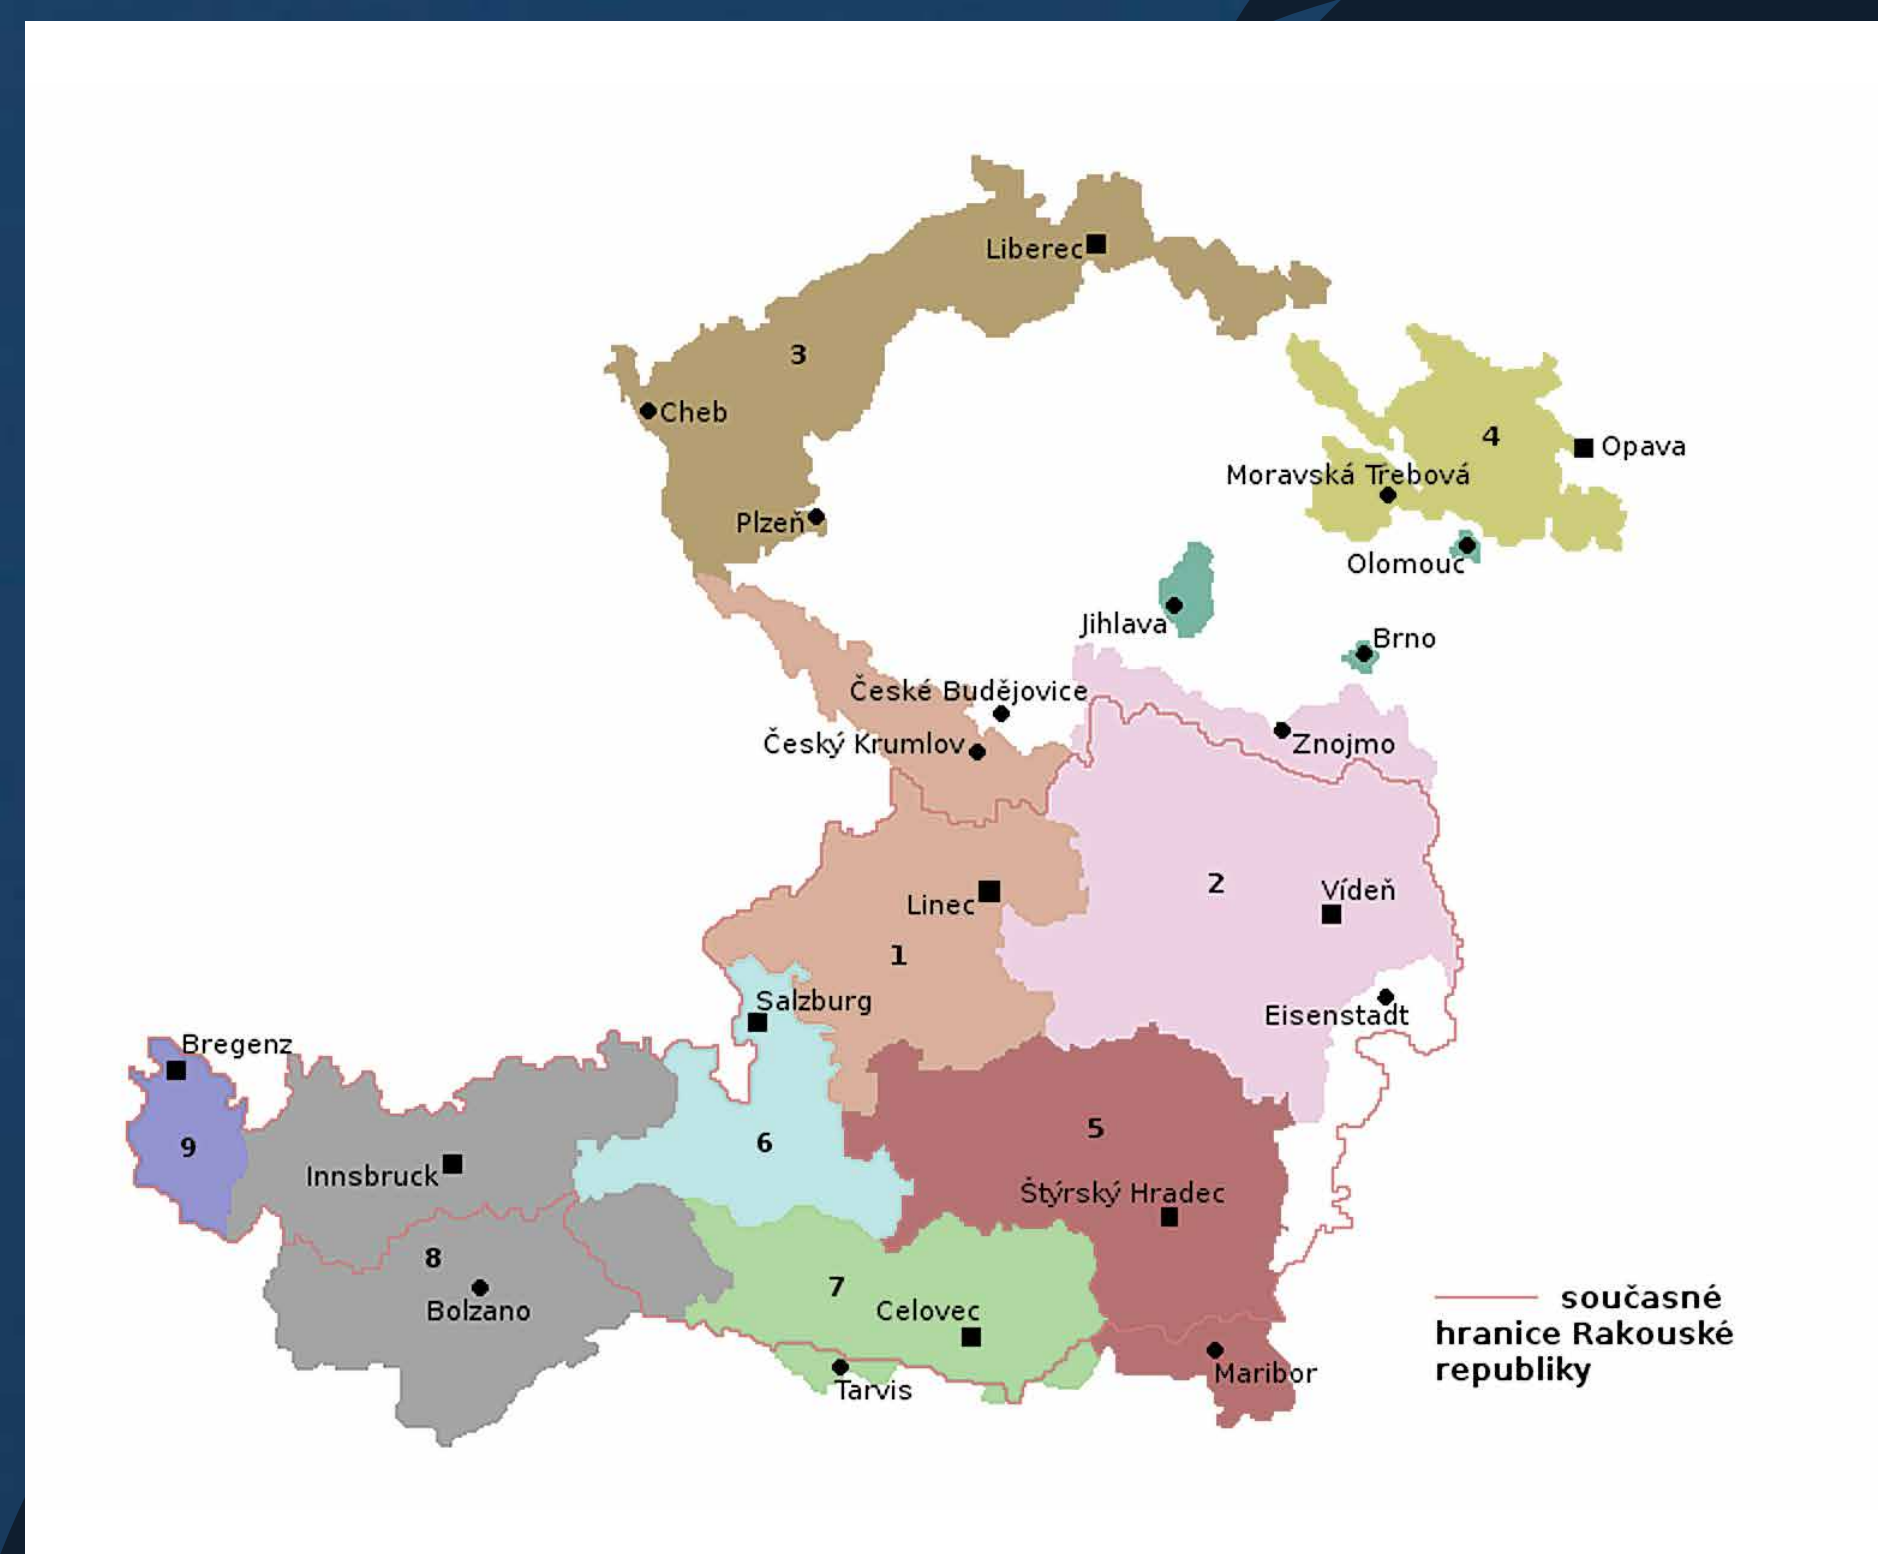 Liberec
3
Cheb
4
Opava
Moravská Třebová
Plzeň
Olomouc
Jihlava
Brno
České Budějovice
Český Krumlov
Znojmo
2
Vídeň
Linec
1
Salzburg
Eisenstadt
Bregenz
5
6
9
Innsbruck
Štýrský Hradec
8
7
Bolzano
Celovec
současné
hranice Rakouské
republiky
Maribor
Tarvis